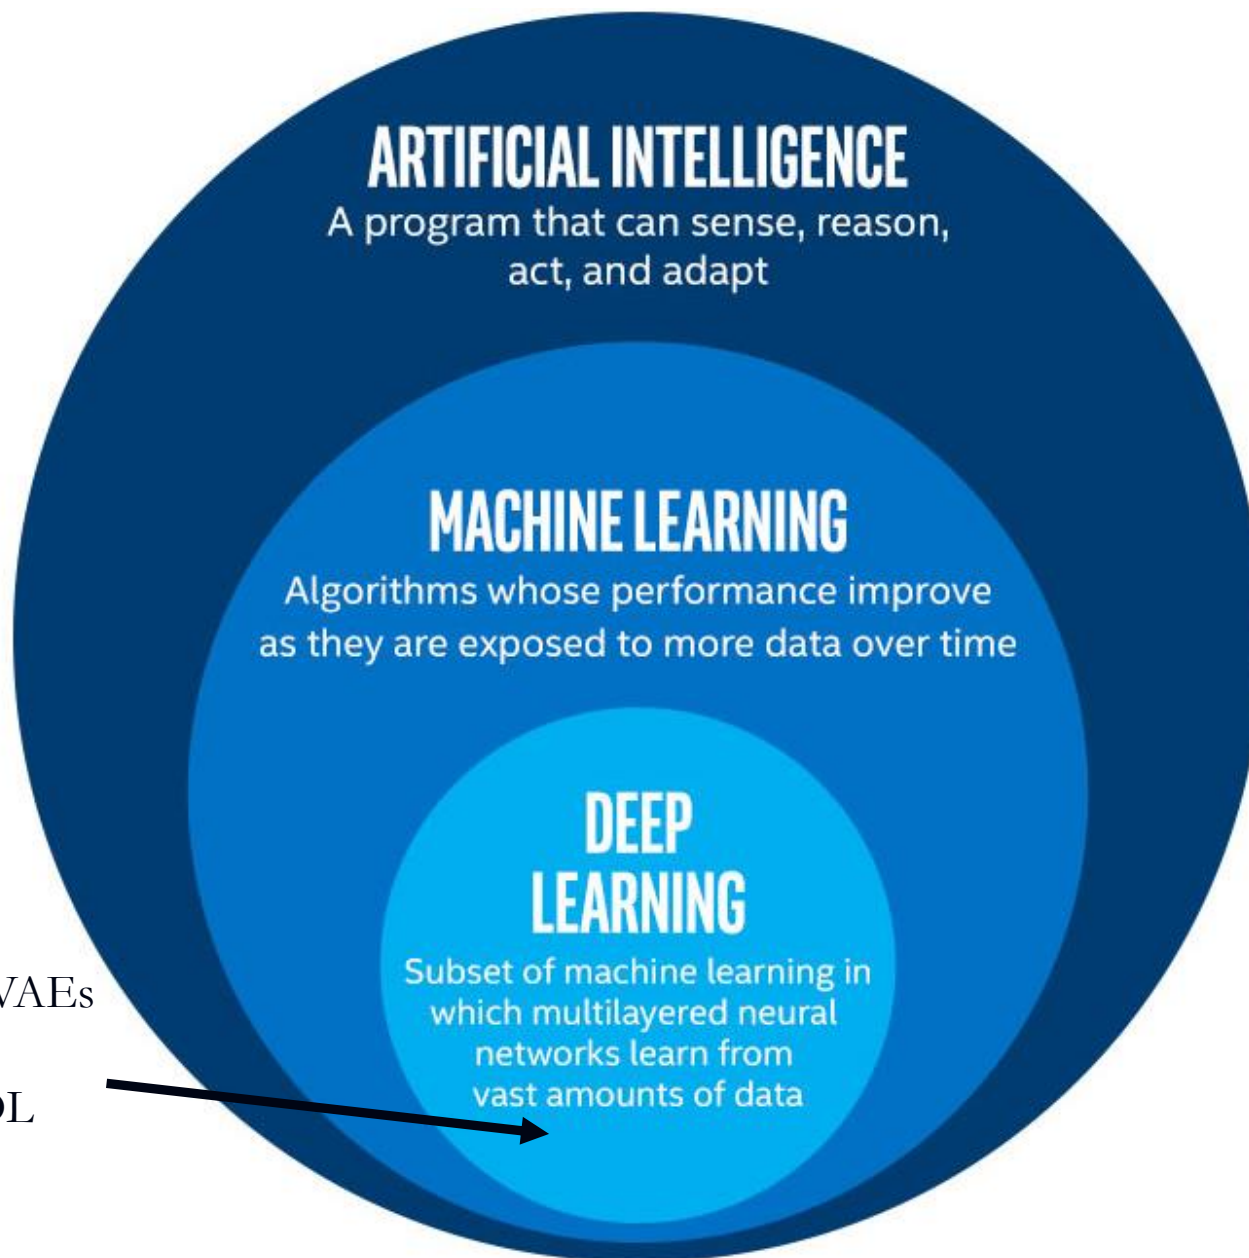 ARTIFICIAL INTELLIGENCE
A program that can sense, reason,
act, and adapt
MACHINE LEARNING
Algorithms whose performance improve
as they are exposed to more data over time
DEEP
LEARNING
Subset of machine learning in
which multilayered neural
networks learn from
vast amounts of data
VAEs